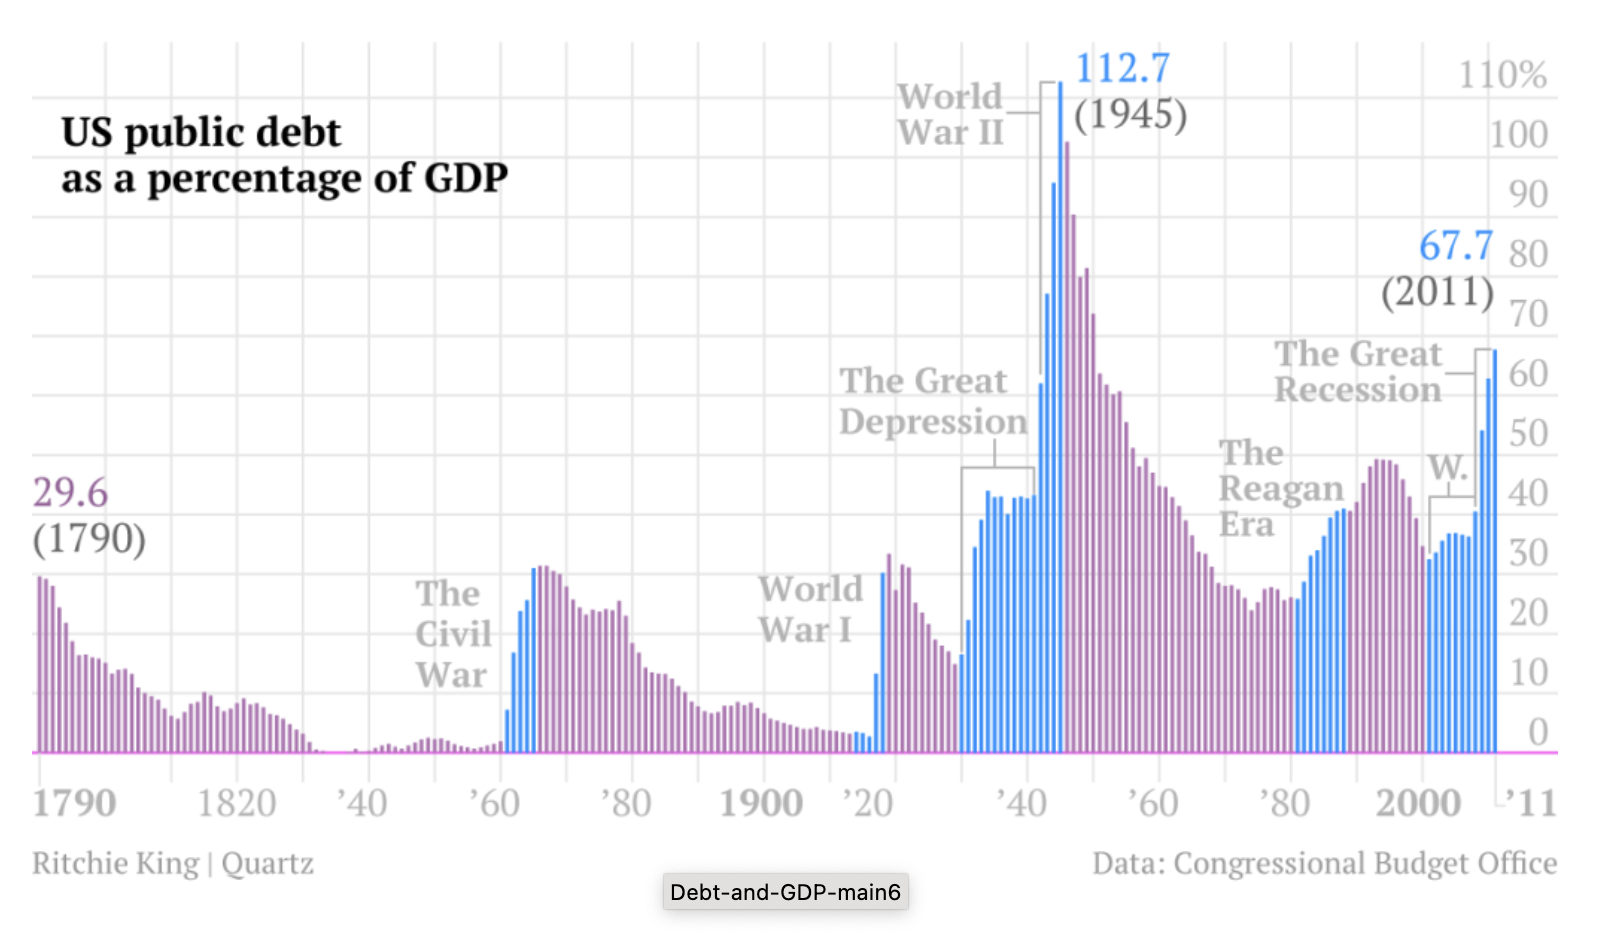 US public debt
as a percentage of GDP
World
War II
112.7
(1945)
110%
100
90
67.7
80
(2011)
70
The Great
Recession
60
The Great
Depression
50
The
Reagan
Era
W.
40
29.6
(1790)
30
The
Civil
War
World
War I
20
10
0
1790 1820 ’40 ’60 ’80 1900 ’20 ’40 ’60 ’80 2000 ’11
Ritchie King | Quartz
Data: Congressional Budget Office
Debt-and-GDP-main6